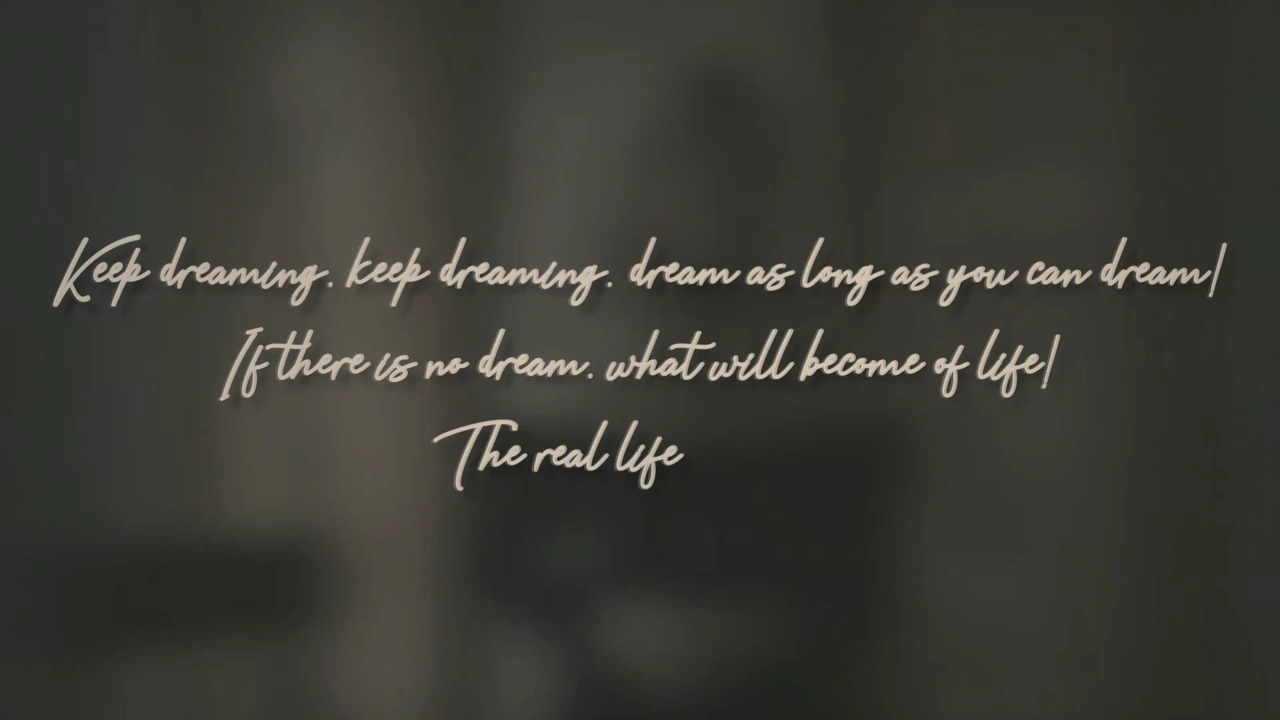 Keep dreaming, keep dreaming, dream as long as you can dream!
If there is no dream, what will become of life!
The real life